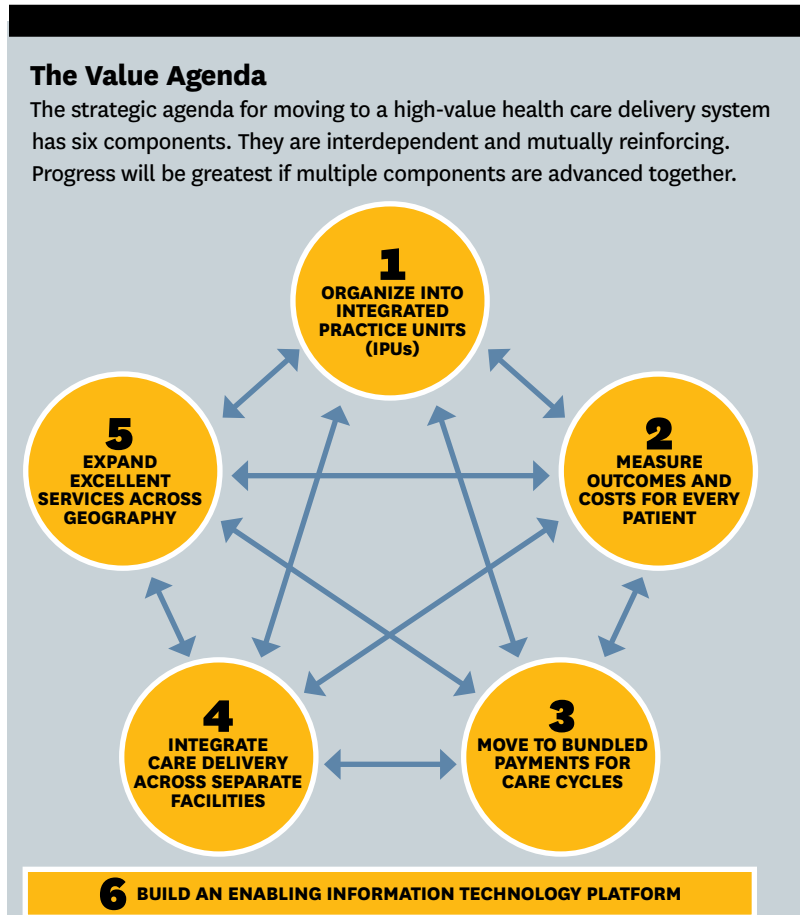 The Value Agenda
The strategic agenda for moving to a high-value health care delivery system
has six components. They are interdependent and mutually reinforcing.
Progress will be greatest if multiple components are advanced together.
1
ORGANIZE INTO
INTEGRATED
PRACTICE UNITS
(IPUs)
2
MEASURE
OUTCOMES AND
COSTS FOR EVERY
PATIENT
3
MOVE TO BUNDLED
PAYMENTS FOR
CARE CYCLES
4
INTEGRATE
CARE DELIVERY
ACROSS SEPARATE
FACILITIES
5
EXPAND
EXCELLENT
SERVICES ACROSS
GEOGRAPHY
6 BUILD AN ENABLING INFORMATION TECHNOLOGY PLATFORM